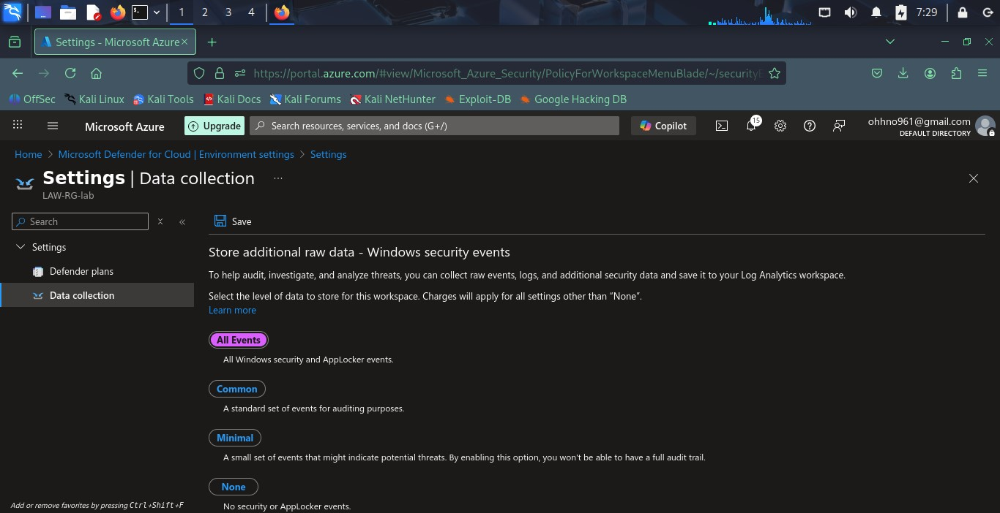 1 2 3 4 7:29
Settings - Microsoft Azure
https://portal.azure.com/#view/Microsoft_Azure_Security/PolicyForWorkspaceMenuBlade/~/securityD
OffSec Kali Linux Kali Tools Kali Docs Kali Forums Kali NetHunter Exploit-DB Google Hacking DB
Microsoft Azure Upgrade Search resources, services, and docs (G+/) Copilot 15 ohhno961@gmail.com
DEFAULT DIRECTORY
Home > Microsoft Defender for Cloud | Environment settings > Settings
Settings | Data collection ...
LAW-RG-lab
Search
Save
Settings
Defender plans
Data collection
Store additional raw data - Windows security events
To help audit, investigate, and analyze threats, you can collect raw events, logs, and additional security data and save it to your Log Analytics workspace.
Select the level of data to store for this workspace. Charges will apply for all settings other than “None”.
Learn more
All Events
All Windows security and AppLocker events.
Common
A standard set of events for auditing purposes.
Minimal
A small set of events that might indicate potential threats. By enabling this option, you won't be able to have a full audit trail.
None
No security or AppLocker events.
Add or remove favorites by pressing Ctrl+Shift+F